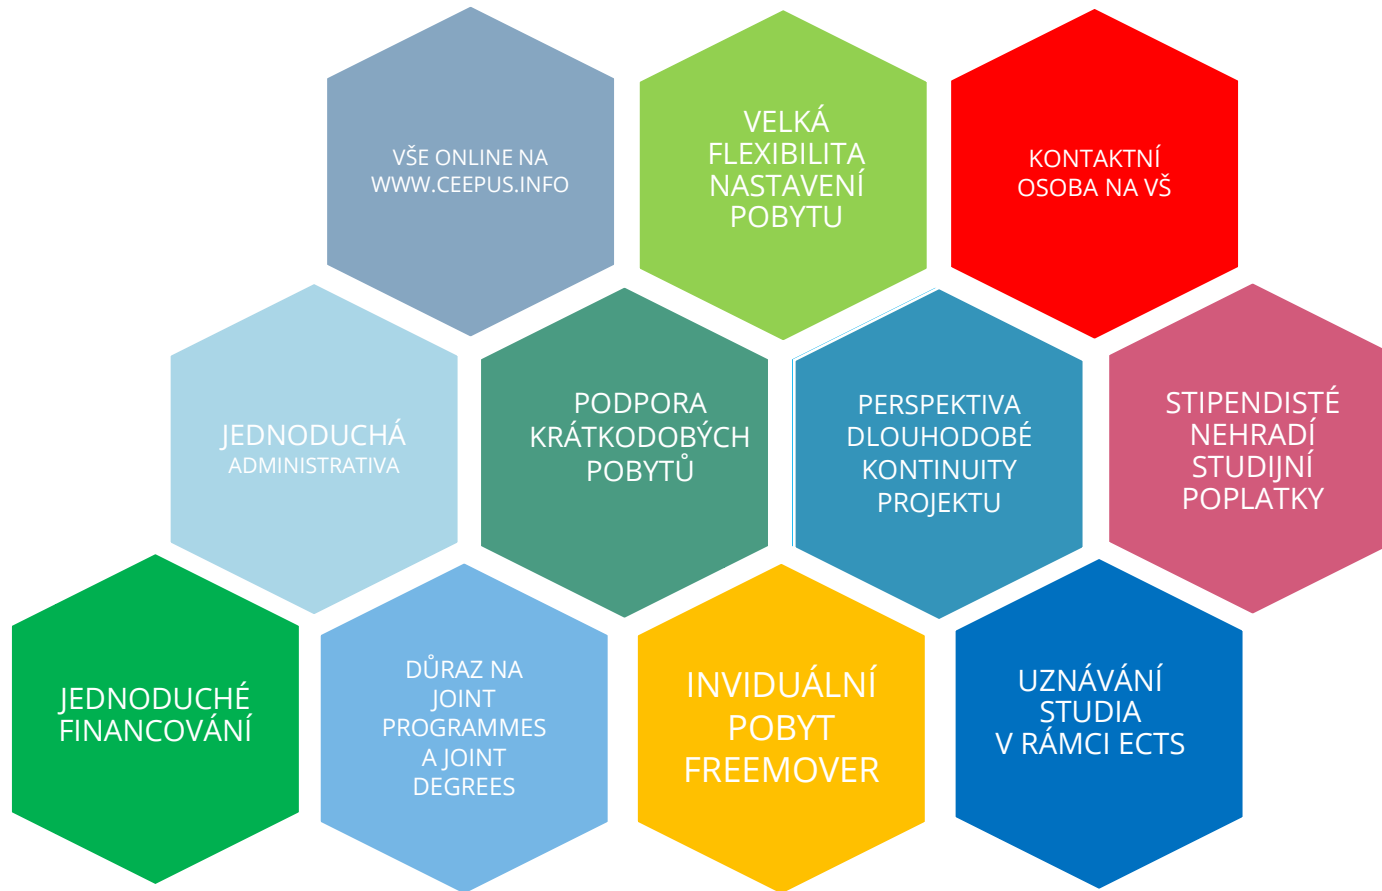 VŠE ONLINE NA
WWW.CEEPUS.INFO
VELKÁ
FLEXIBILITA
NASTAVENÍ
POBYTU
KONTAKTNÍ
OSOBA NA VŠ
JEDNODUCHÁ
ADMINISTRATIVA
PODPORA
KRÁTKODOBÝCH
POBYTŮ
PERSPEKTIVA
DLOUHODOBÉ
KONTINUITY
PROJEKTU
STIPENDISTÉ
NEHRADÍ
STUDIJNÍ
POPLATKY
JEDNODUCHÉ
FINANCOVÁNÍ
DŮRAZ NA
JOINT
PROGRAMMES
A JOINT
DEGREES
INVIDUÁLNÍ
POBYT
FREEMOVER
UZNÁVÁNÍ
STUDIA
V RÁMCI ECTS